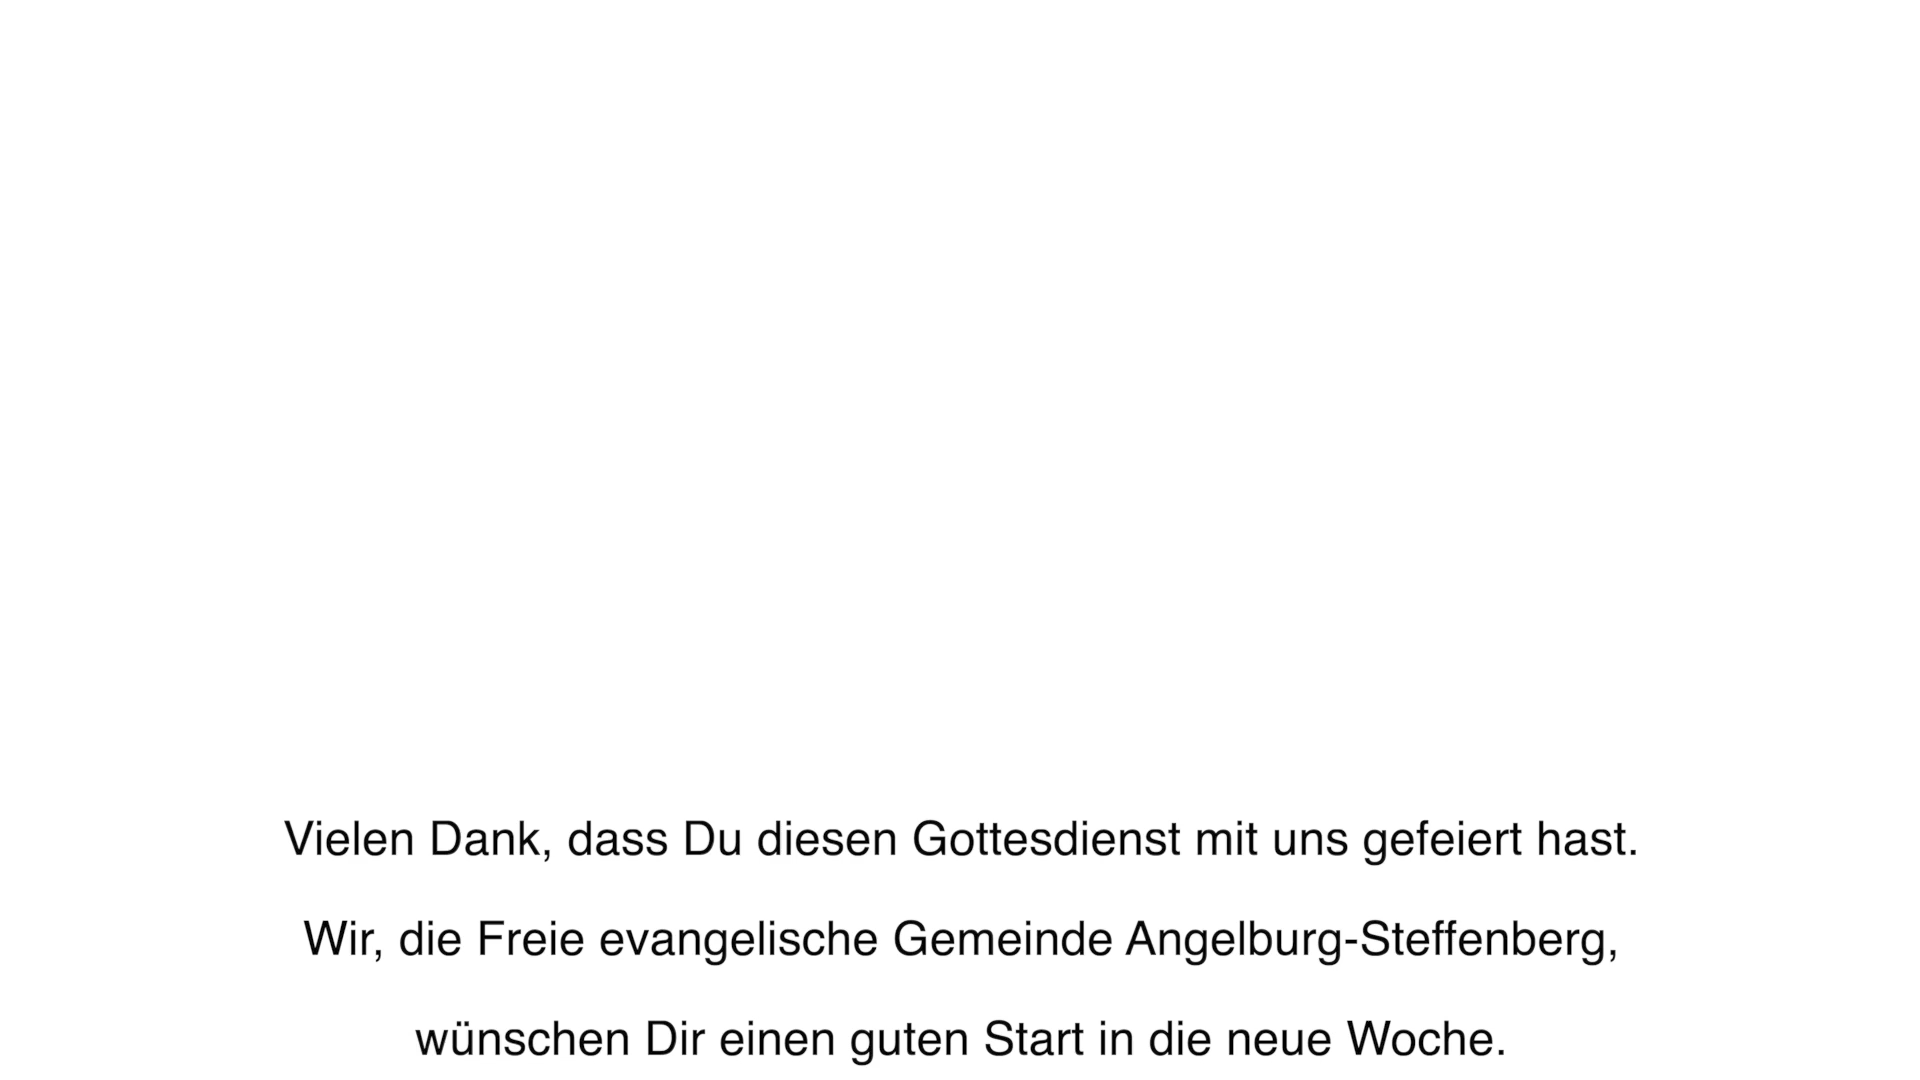 Vielen Dank, dass Du diesen Gottesdienst mit uns gefeiert hast.
Wir, die Freie evangelische Gemeinde Angelburg-Steffenberg,
wünschen Dir einen guten Start in die neue Woche.